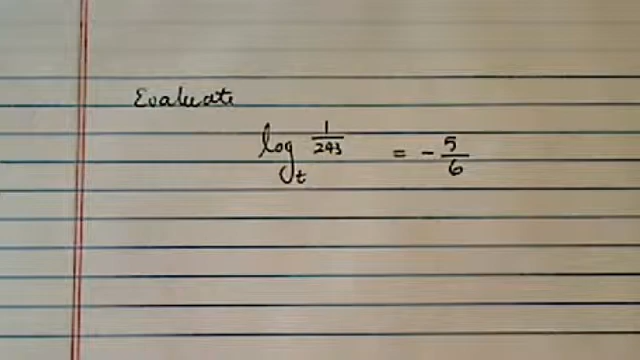 Evaluate
log_t 1/243 = - 5/6